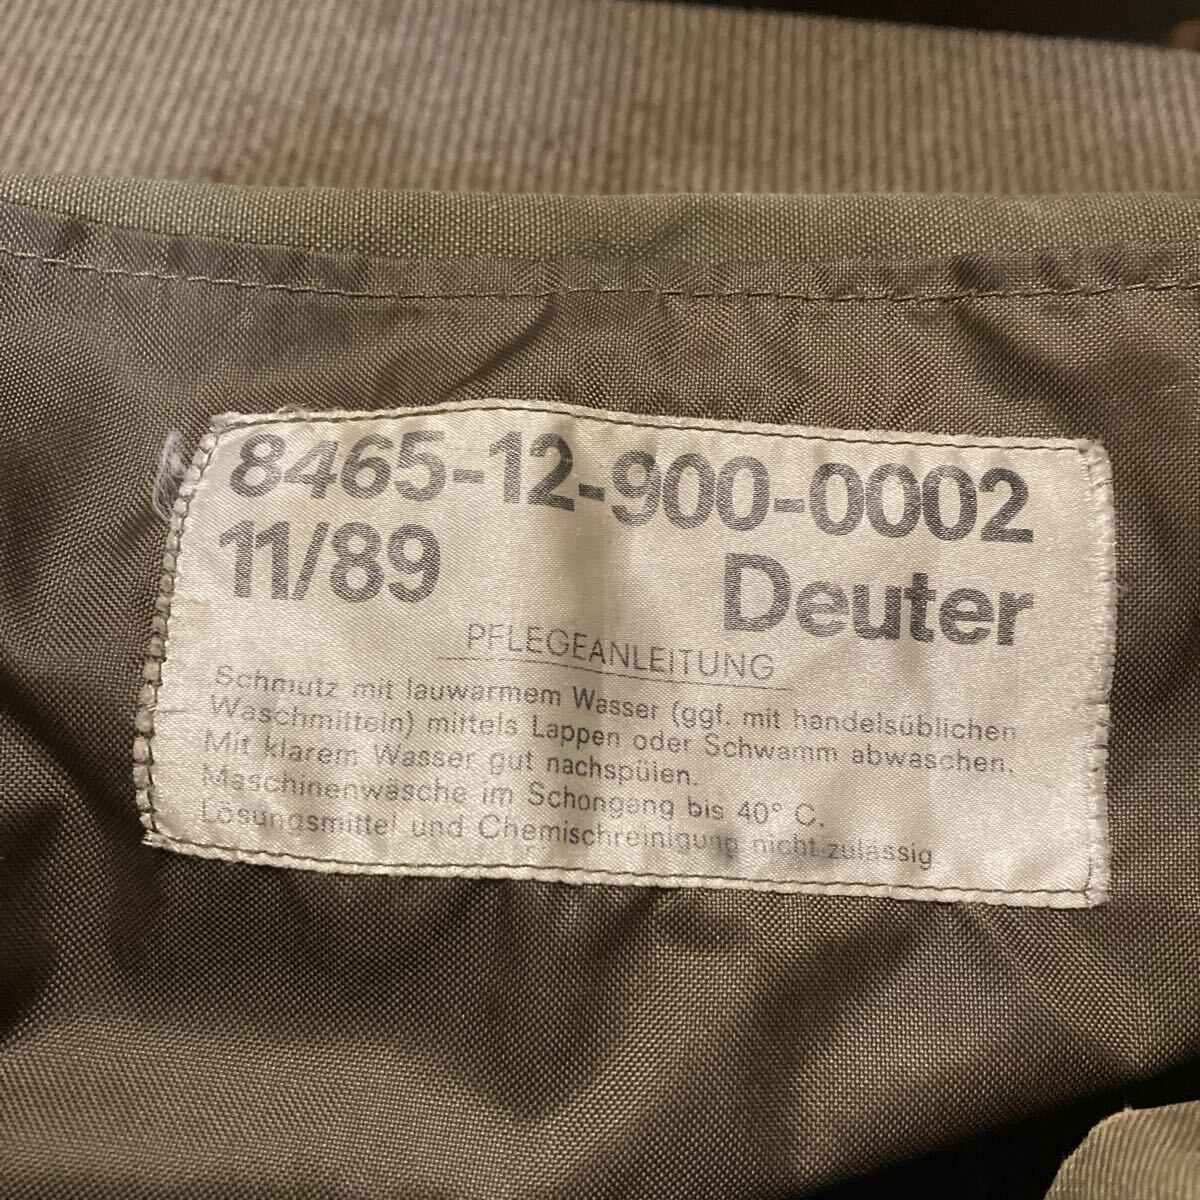 8465-12-900-0002
11/89 Deuter
PFLEGEANLEITUNG
Schmutz mit lauwarmem Wasser (ggf. mit handelsüblichen
Waschmitteln) mittels Lappen oder Schwamm abwaschen.
Mit klarem Wasser gut nachspülen.
Maschinenwäsche im Schongang bis 40° C.
Lösungsmittel und Chemischreinigung nicht zulässig